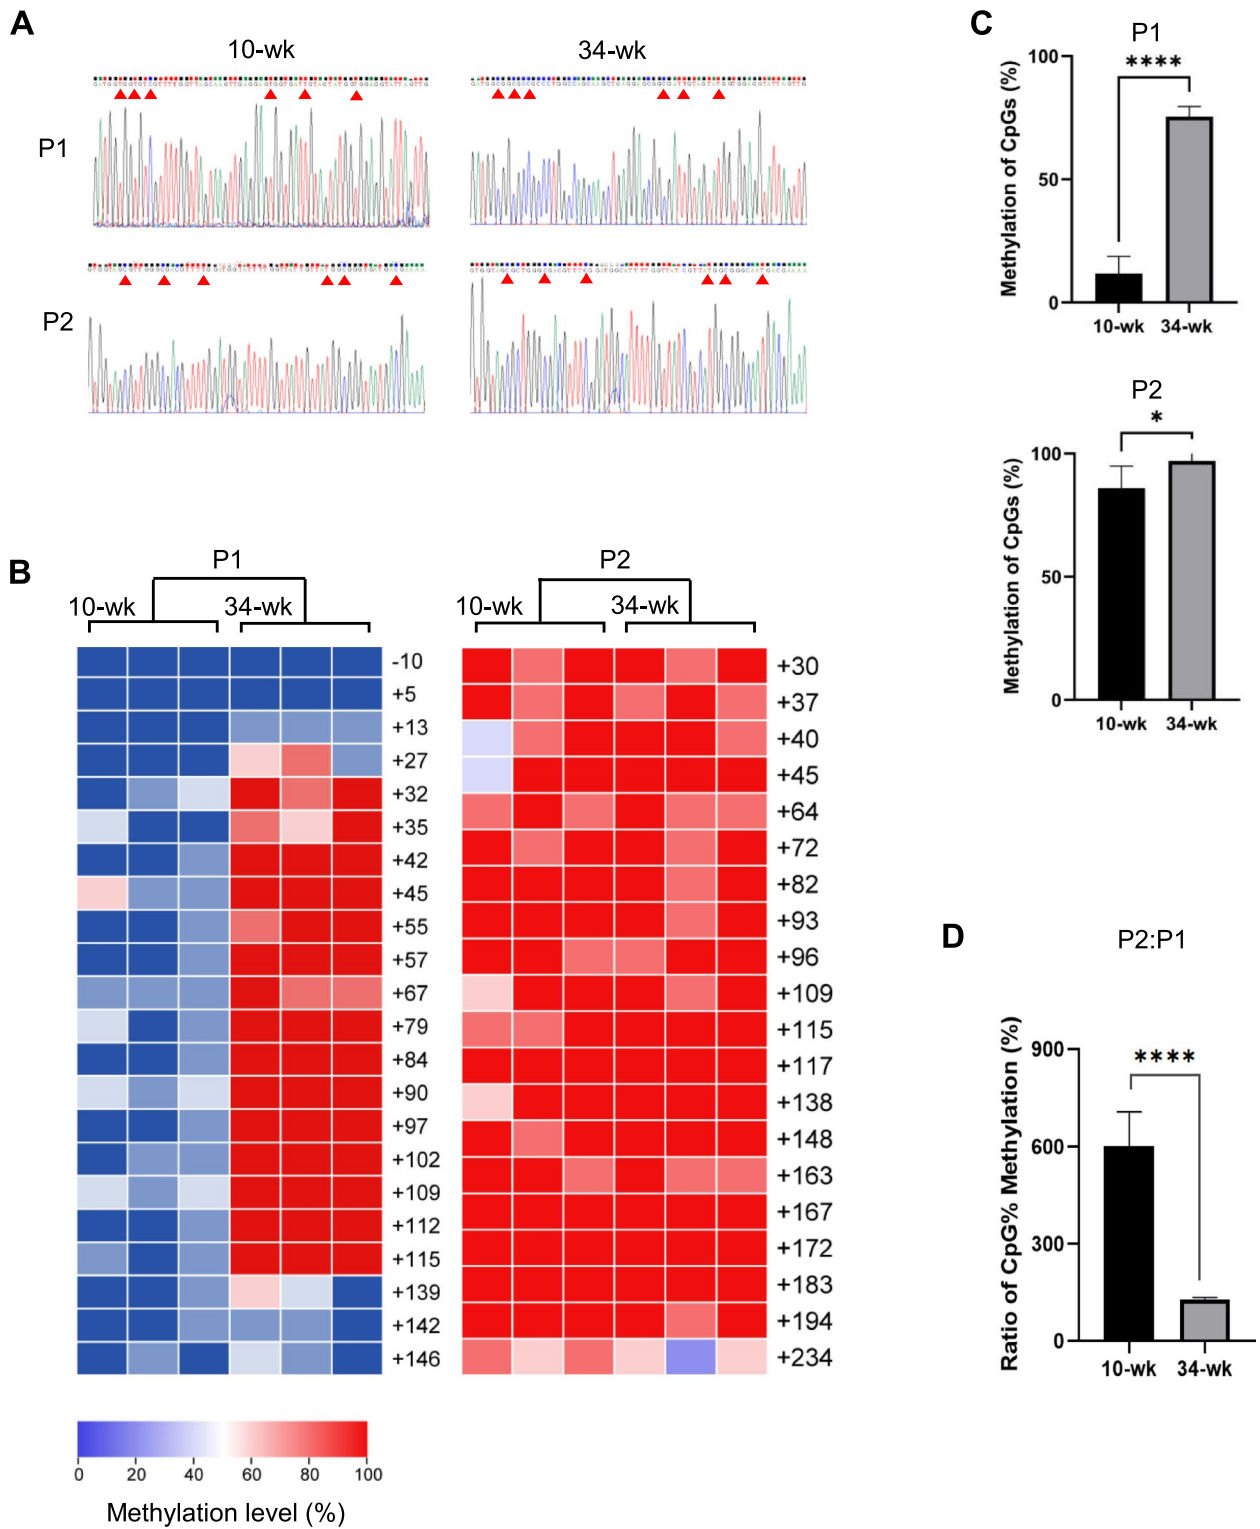 A
10-wk
34-wk
P1
P2
B
P1
P2
10-wk
34-wk
10-wk
34-wk
-10
+5
+13
+27
+32
+35
+42
+45
+55
+57
+67
+79
+84
+90
+97
+102
+109
+112
+115
+139
+142
+146
+30
+37
+40
+45
+64
+72
+82
+93
+96
+109
+115
+117
+138
+148
+163
+167
+172
+183
+194
+234
0 20 40 60 80 100
Methylation level (%)
C
P1
****
Methylation of CpGs (%)
100
50
0
10-wk 34-wk
P2
*
Methylation of CpGs (%)
100
50
0
10-wk 34-wk
D
P2:P1
****
Ratio of CpG% Methylation (%)
900
600
300
0
10-wk 34-wk